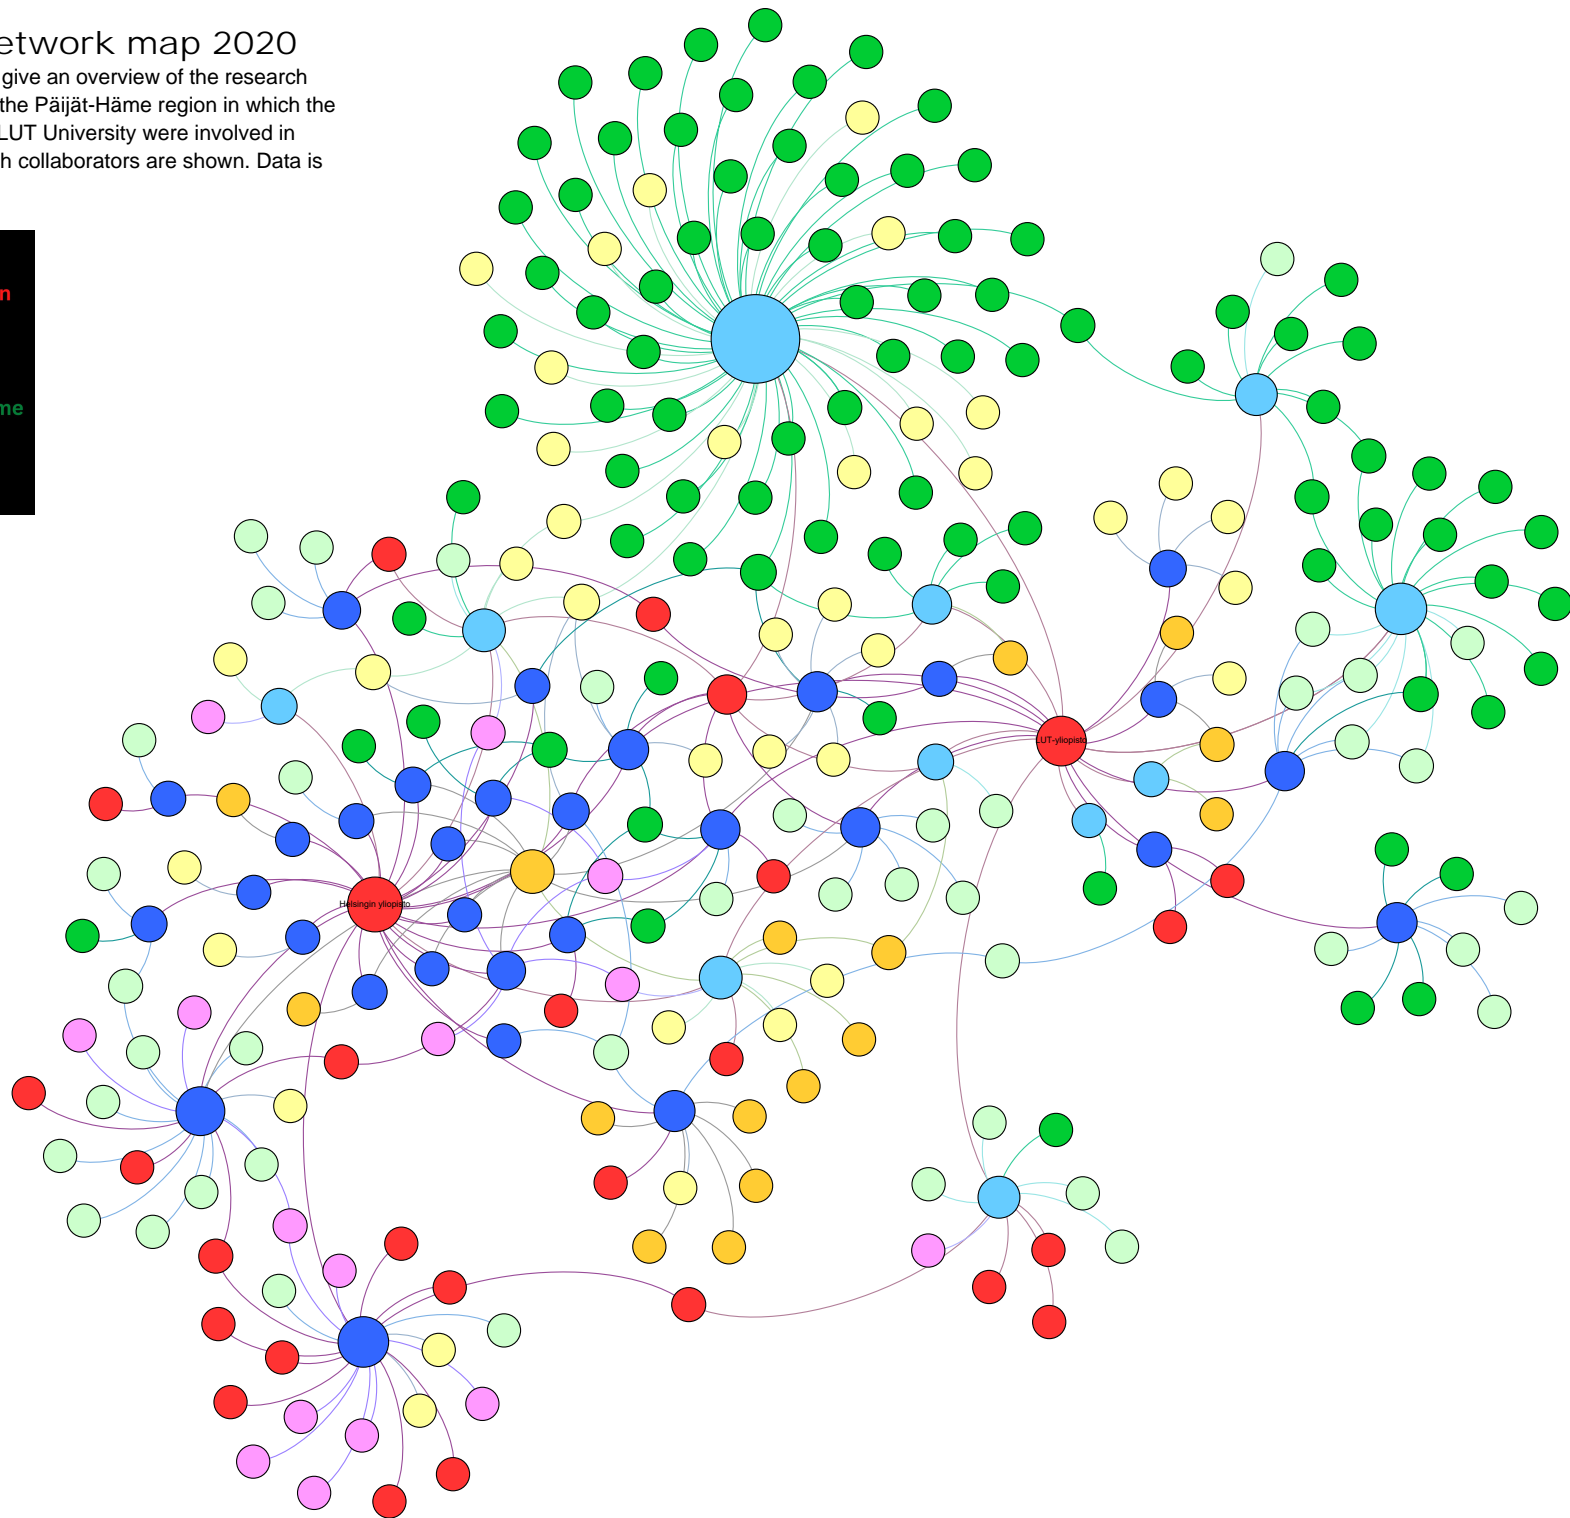 etwork map 2020
give an overview of the research
the Päijät-Häme region in which the
LUT University were involved in
h collaborators are shown. Data is
n
me
LUT-yliopisto
Helsingin yliopisto